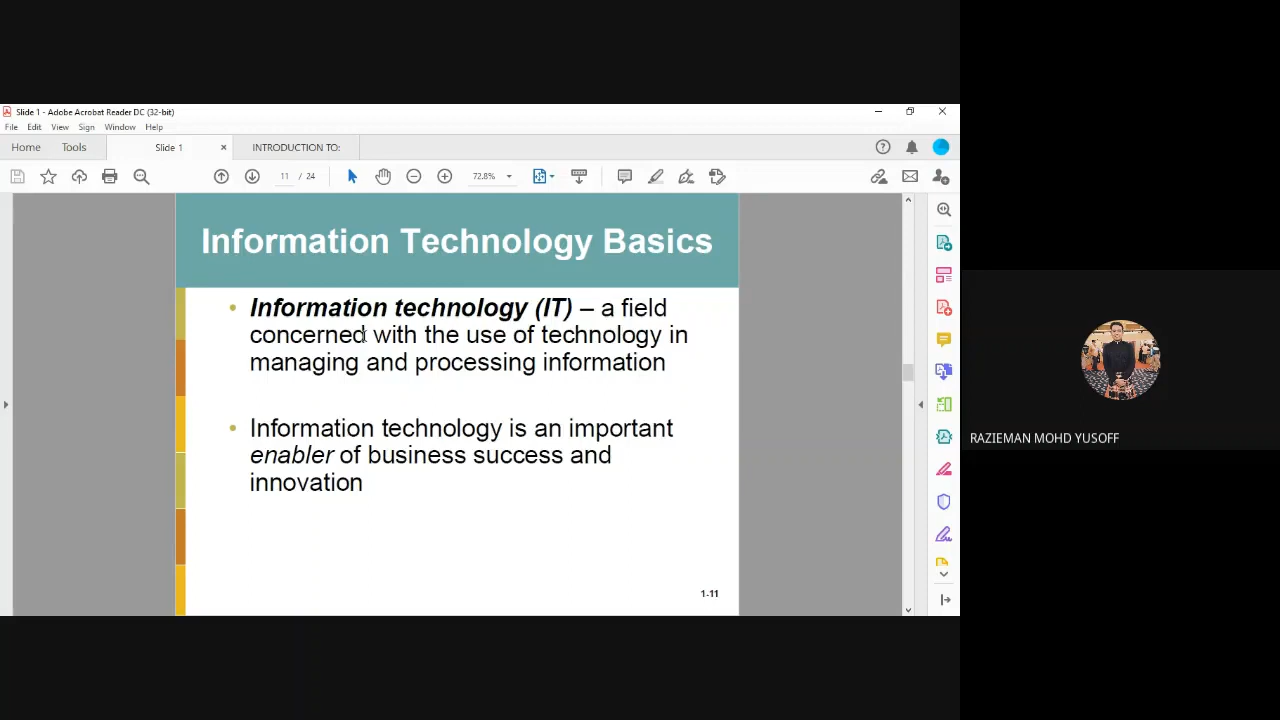 Slide 1 - Adobe Acrobat Reader DC (32-bit)
File Edit View Sign Window Help
Home Tools Slide 1 × INTRODUCTION TO:
11 / 24 72.8%
Information Technology Basics
• Information technology (IT) – a field
concerned with the use of technology in
managing and processing information
• Information technology is an important
enabler of business success and
innovation
1-11
RAZIEMAN MOHD YUSOFF